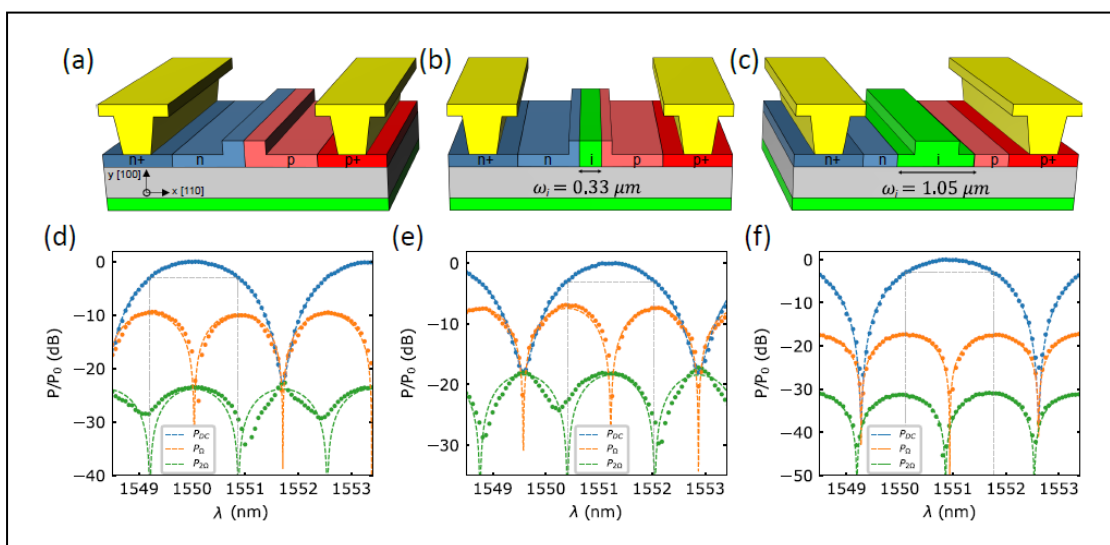 (a)
n+ n p p+
y [100]
x [110]
(b)
n+ n i p p+
ω_i = 0.33 μm
(c)
n+ n i p p+
ω_i = 1.05 μm
(d)
P/P₀ (dB)
0
−10
−20
−30
−40
P_DC
P_Ω
P_2Ω
1549 1550 1551 1552 1553
λ (nm)
(e)
P/P₀ (dB)
0
−10
−20
−30
P_DC
P_Ω
P_2Ω
1549 1550 1551 1552 1553
λ (nm)
(f)
P/P₀ (dB)
0
−10
−20
−30
−40
−50
P_DC
P_Ω
P_2Ω
1549 1550 1551 1552 1553
λ (nm)